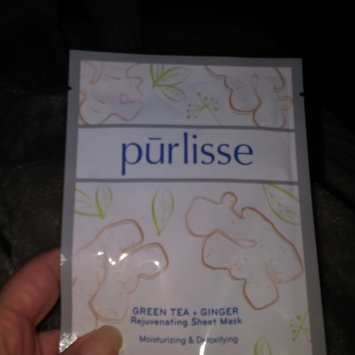 pūrlisse
GREEN TEA + GINGER
Rejuvenating Sheet Mask
Moisturizing & Detoxifying